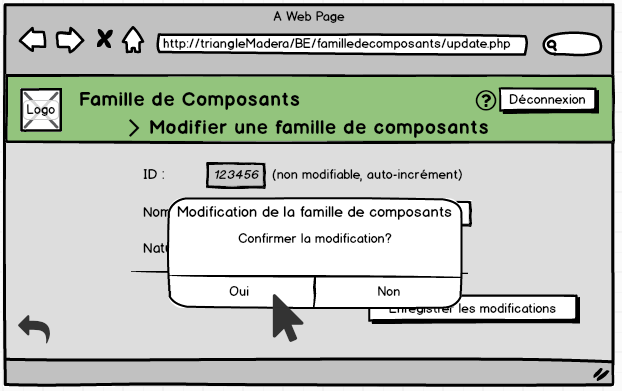 A Web Page
http://triangleMadera/BE/familledecomposants/update.php
Logo
Famille de Composants
? Déconnexion
> Modifier une famille de composants
ID : 123456 (non modifiable, auto-incrément)
Nom
Modification de la famille de composants
Confirmer la modification?
Oui Non
Enregistrer les modifications